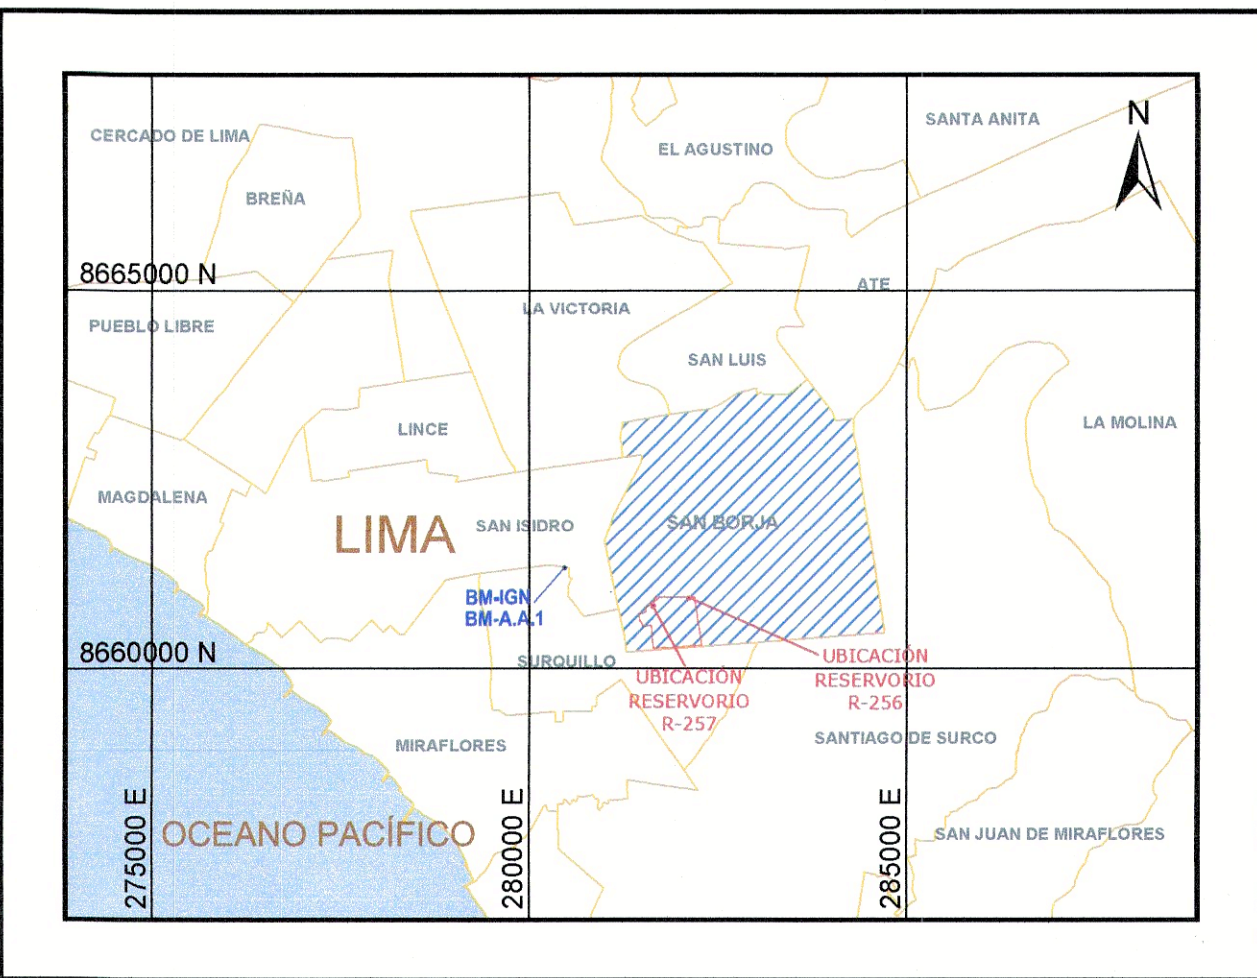 N
SANTA ANITA
CERCADO DE LIMA
EL AGUSTINO
BREÑA
8665000 N
ATE
LA VICTORIA
PUEBLO LIBRE
SAN LUIS
LA MOLINA
LINCE
MAGDALENA
LIMA
SAN ISIDRO
SAN BORJA
BM-IGN
BM-A.A.1
8660000 N
SURQUILLO
UBICACIÓN
RESERVORIO
R-257
UBICACIÓN
RESERVORIO
R-256
MIRAFLORES
SANTIAGO DE SURCO
275000 E
280000 E
285000 E
OCEANO PACÍFICO
SAN JUAN DE MIRAFLORES